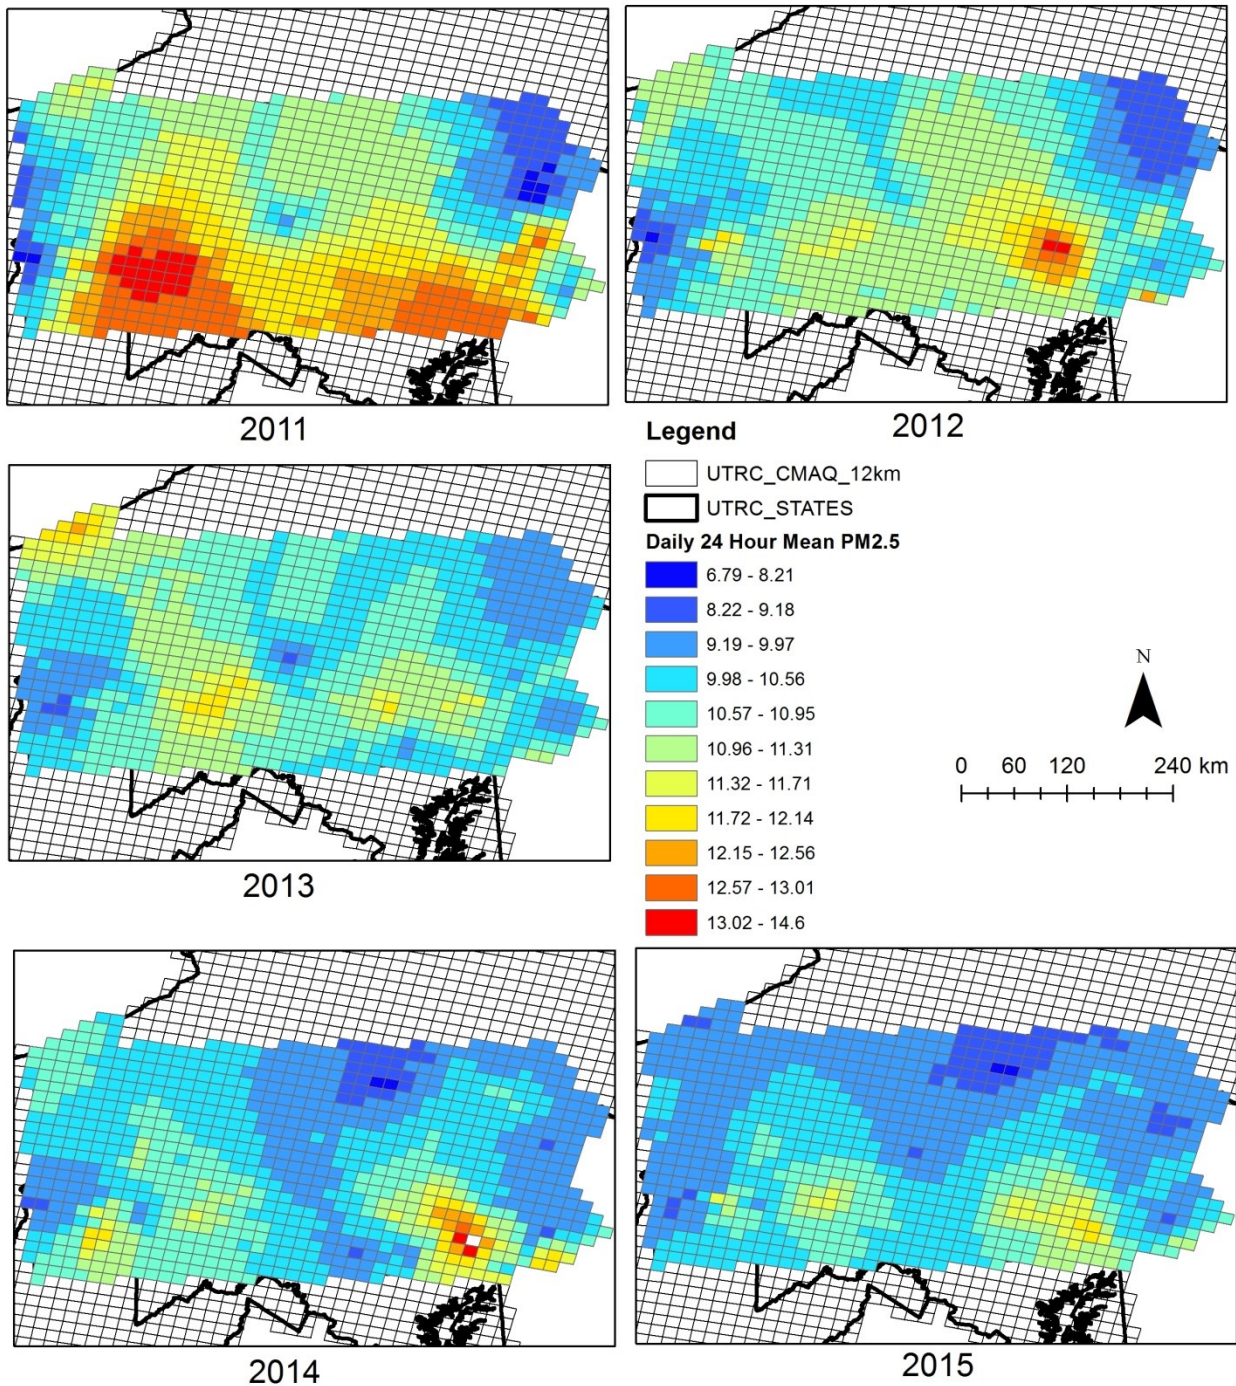 2011
2012
Legend
UTRC_CMAQ_12km
UTRC_STATES
Daily 24 Hour Mean PM2.5
6.79 - 8.21
8.22 - 9.18
9.19 - 9.97
9.98 - 10.56
10.57 - 10.95
10.96 - 11.31
11.32 - 11.71
11.72 - 12.14
12.15 - 12.56
12.57 - 13.01
13.02 - 14.6
N
0 60 120 240 km
2013
2014
2015